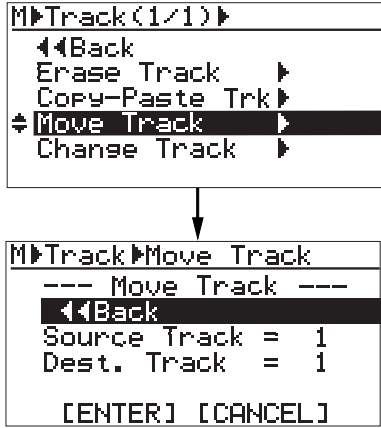 M▶Track(1/1)▶
◀◀Back
Erase Track ▶
Copy-Paste Trk▶
Move Track ▶
Change Track ▶
M▶Track▶Move Track
--- Move Track ---
◀◀Back
Source Track = 1
Dest. Track = 1
[ENTER] [CANCEL]